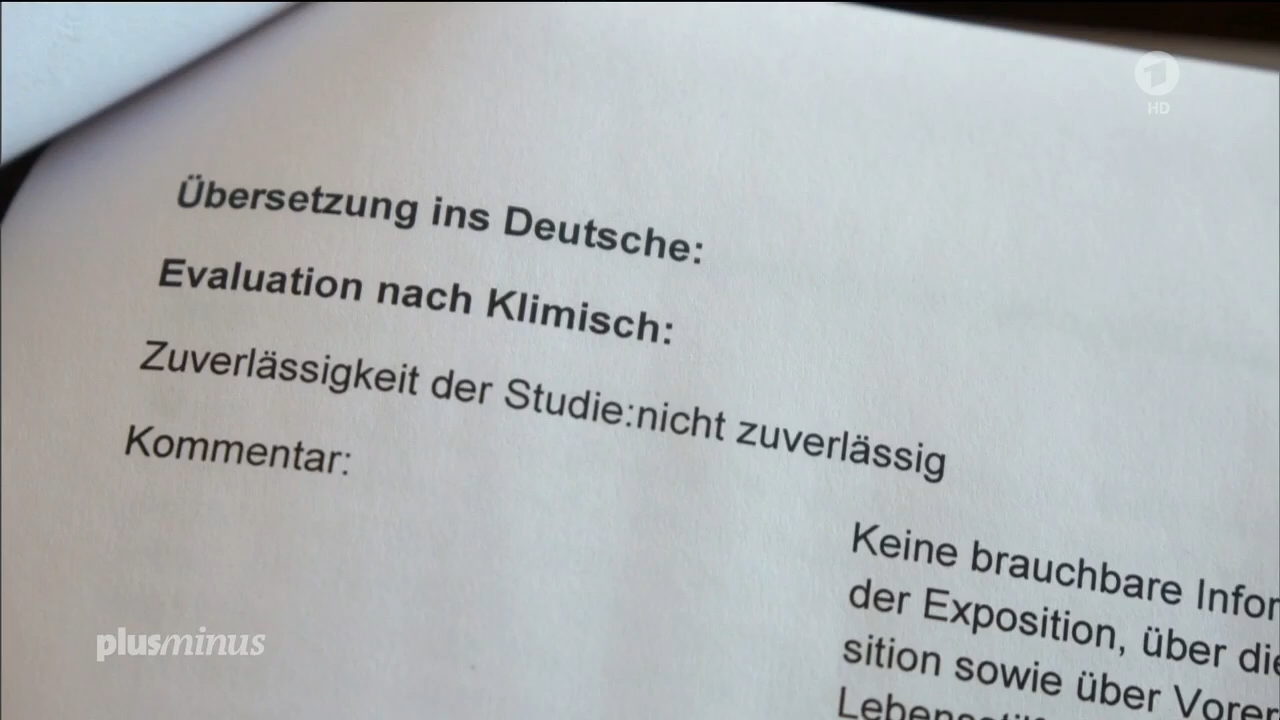 1
HD
Übersetzung ins Deutsche:
Evaluation nach Klimisch:
Zuverlässigkeit der Studie:nicht zuverlässig
Kommentar:
Keine brauchbare
der Exposition, über
sition sowie über
plusminus